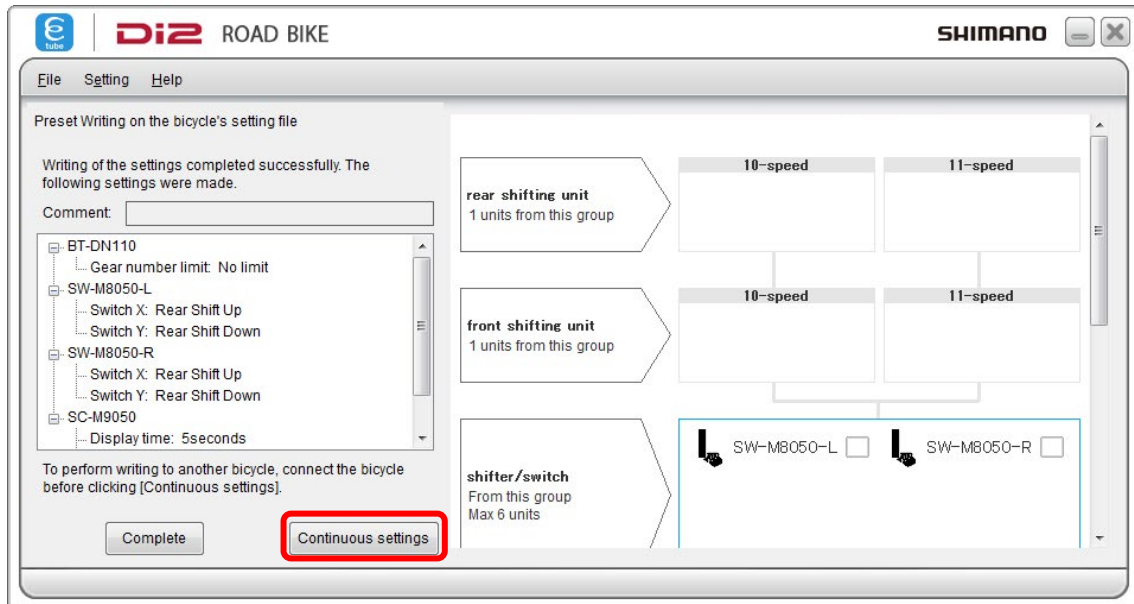 E
tube
Di2 ROAD BIKE
SHIMANO
File Setting Help
Preset Writing on the bicycle's setting file
Writing of the settings completed successfully. The
following settings were made.
Comment:
BT-DN110
Gear number limit: No limit
SW-M8050-L
Switch X: Rear Shift Up
Switch Y: Rear Shift Down
SW-M8050-R
Switch X: Rear Shift Up
Switch Y: Rear Shift Down
SC-M9050
Display time: 5seconds
To perform writing to another bicycle, connect the bicycle
before clicking [Continuous settings].
Complete
Continuous settings
rear shifting unit
1 units from this group
10-speed
11-speed
front shifting unit
1 units from this group
10-speed
11-speed
shifter/switch
From this group
Max 6 units
SW-M8050-L
SW-M8050-R